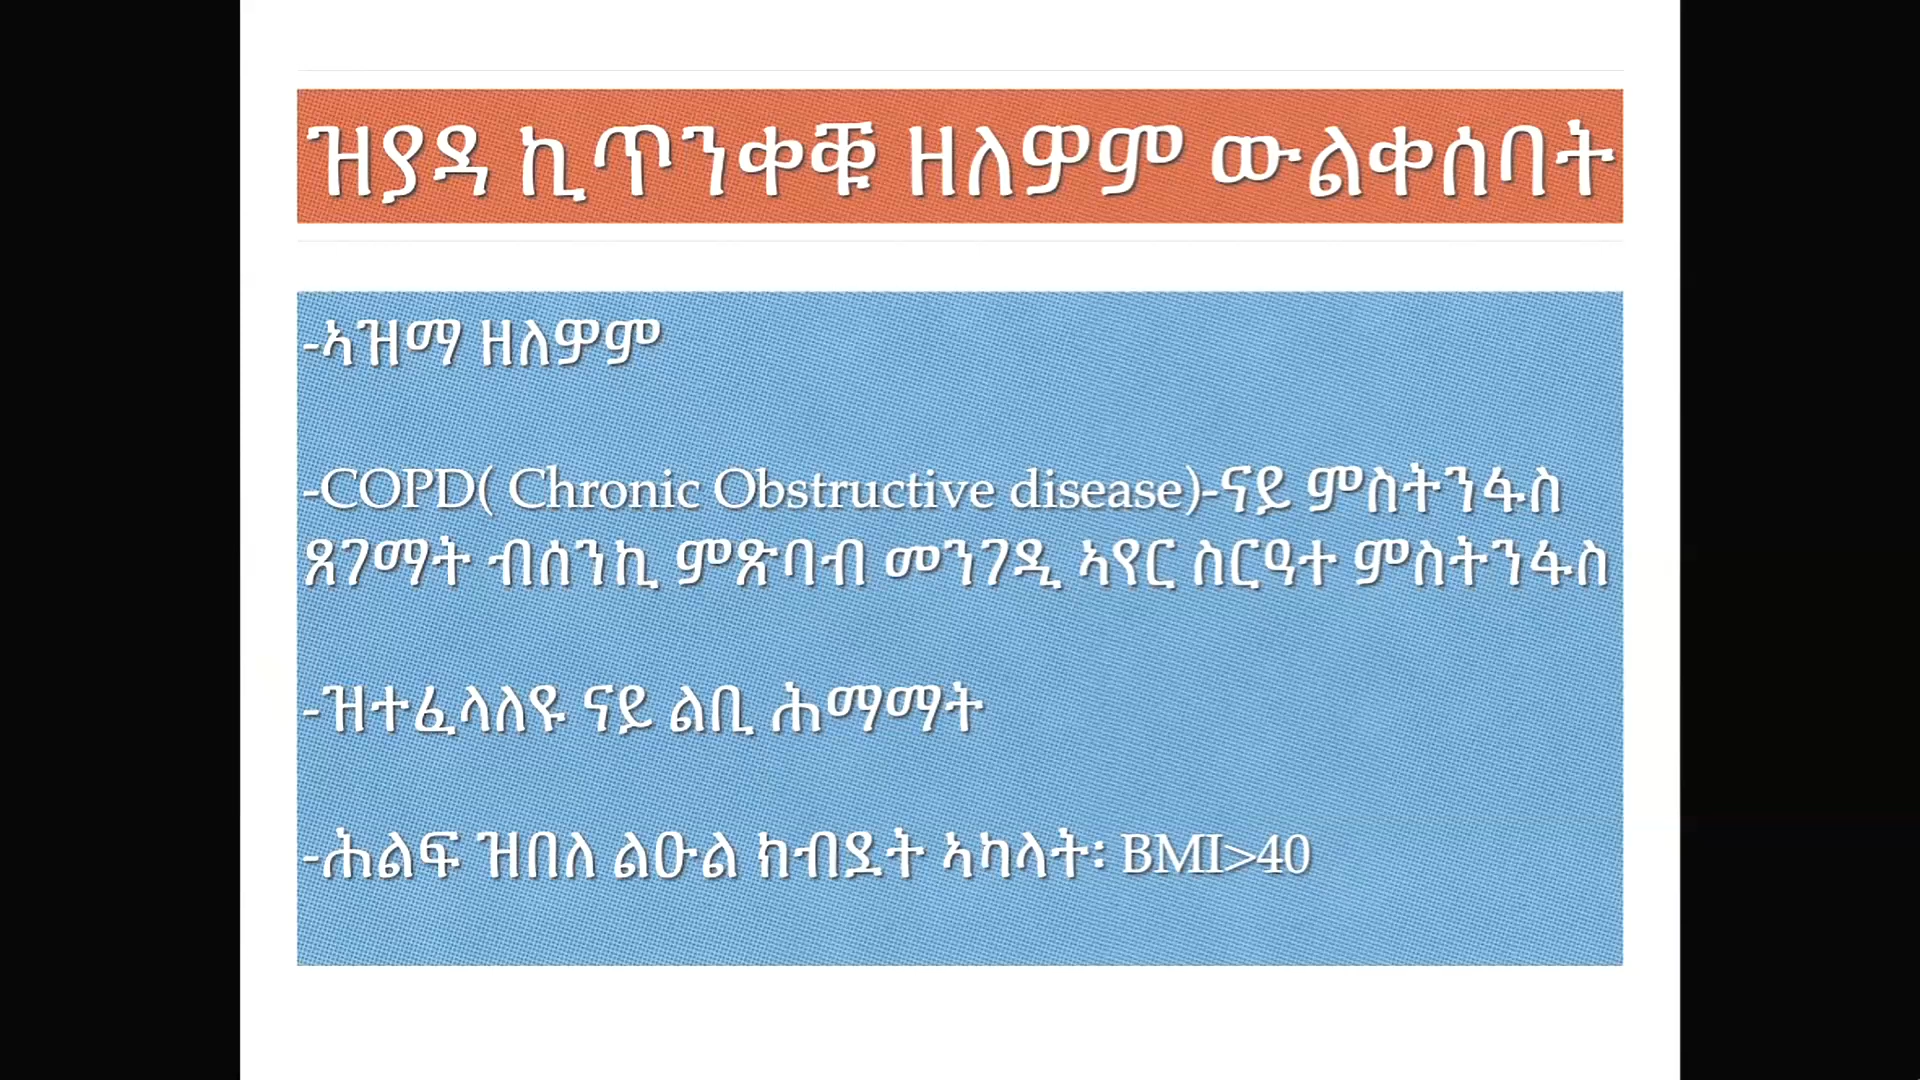 ዝያዳ ኪጥንቀቁ ዘለዎም ውልቀሰባት
-ኣዝማ ዘለዎም
-COPD( Chronic Obstructive disease)-ናይ ምስትንፋስ
ጸገማት ብሰንኪ ምጽባብ መንገዲ ኣየር ስርዓተ ምስትንፋስ
-ዝተፈላለዩ ናይ ልቢ ሕማማት
-ሕልፍ ዝበለ ልዑል ክብደት ኣካላት፡ BMI>40